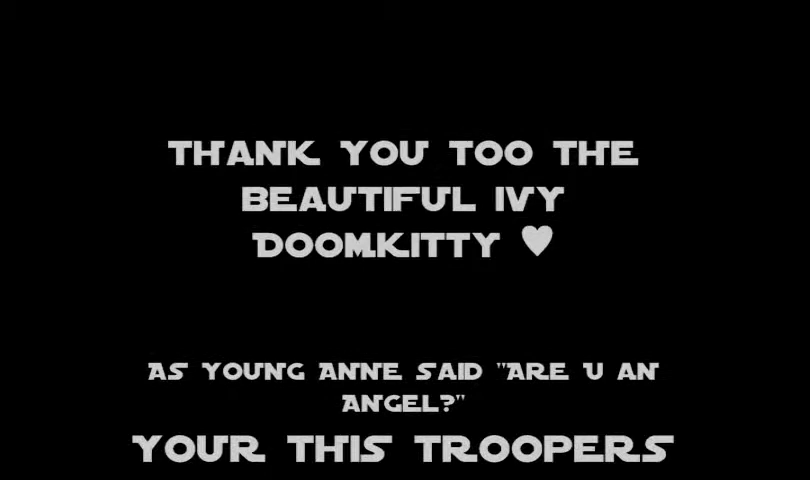 THANK YOU TOO THE
BEAUTIFUL IVY
DOOMKITTY ♥
AS YOUNG ANNE SAID "ARE U AN
ANGEL?"
YOUR THIS TROOPERS